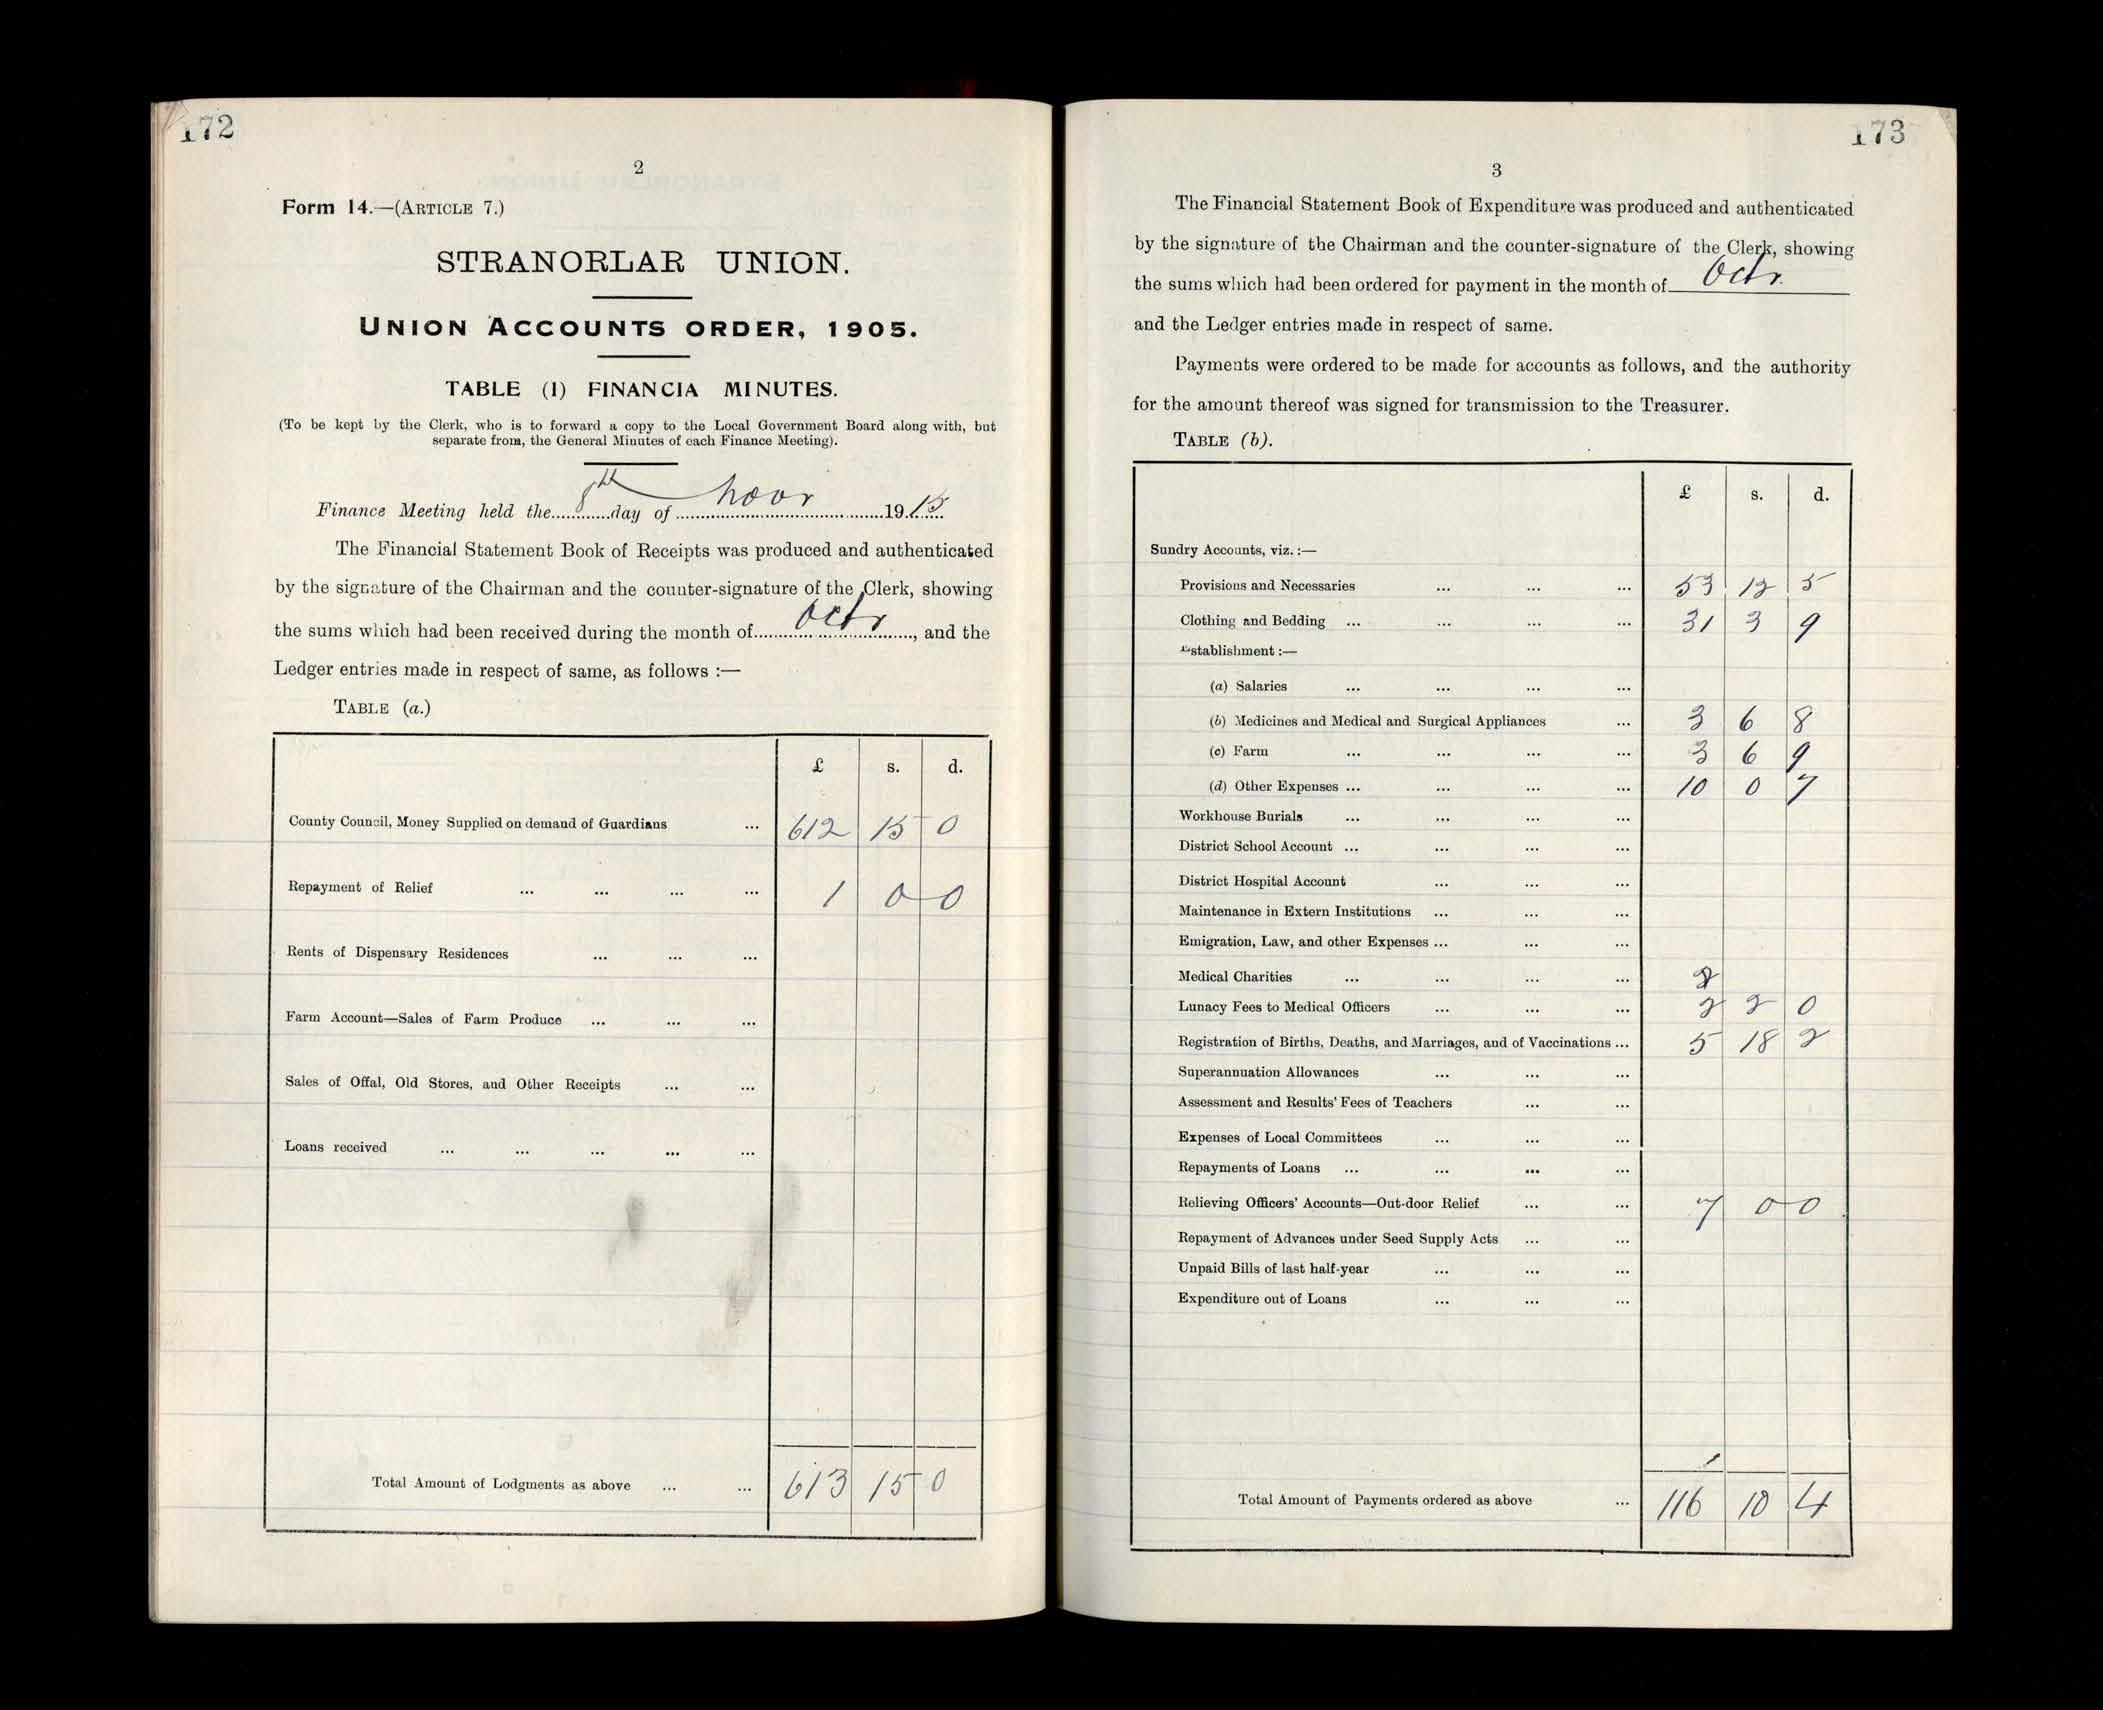 172
2
Form 14.—(ARTICLE 7.)
STRANORLAR UNION.
UNION ACCOUNTS ORDER, 1905.
TABLE (1) FINANCIA MINUTES.
(To be kept by the Clerk, who is to forward a copy to the Local Government Board along with, but
separate from, the General Minutes of each Finance Meeting).
Finance Meeting held the 8th day of Novr 1915
The Financial Statement Book of Receipts was produced and authenticated
by the signature of the Chairman and the counter-signature of the Clerk, showing
the sums which had been received during the month of Octr, and the
Ledger entries made in respect of same, as follows :—
TABLE (a.)
£ s. d.
County Council, Money Supplied on demand of Guardians ... 612 15 0
Repayment of Relief ... ... ... ... 1 0 0
Rents of Dispensary Residences ... ... ...
Farm Account—Sales of Farm Produce ... ... ...
Sales of Offal, Old Stores, and Other Receipts ... ...
Loans received ... ... ... ... ...
Total Amount of Lodgments as above ... ... 613 15 0
173
3
The Financial Statement Book of Expenditure was produced and authenticated
by the signature of the Chairman and the counter-signature of the Clerk, showing
the sums which had been ordered for payment in the month of Octr.
and the Ledger entries made in respect of same.
Payments were ordered to be made for accounts as follows, and the authority
for the amount thereof was signed for transmission to the Treasurer.
TABLE (b).
£ s. d.
Sundry Accounts, viz. :—
Provisions and Necessaries ... ... ... 53 12 5
Clothing and Bedding ... ... ... ... 31 3 9
Establishment :—
(a) Salaries ... ... ... ...
(b) Medicines and Medical and Surgical Appliances ... 3 6 8
(c) Farm ... ... ... ... 3 6 9
(d) Other Expenses ... ... ... ... 10 0 7
Workhouse Burials ... ... ... ...
District School Account ... ... ... ...
District Hospital Account ... ... ...
Maintenance in Extern Institutions ... ... ...
Emigration, Law, and other Expenses ... ... ...
Medical Charities ... ... ... ...
Lunacy Fees to Medical Officers ... ... ... 2 2 0
Registration of Births, Deaths, and Marriages, and of Vaccinations ... 5 18 2
Superannuation Allowances ... ... ...
Assessment and Results' Fees of Teachers ... ...
Expenses of Local Committees ... ... ...
Repayments of Loans ... ... ... ...
Relieving Officers' Accounts—Out-door Relief ... ... 7 0 0
Repayment of Advances under Seed Supply Acts ... ...
Unpaid Bills of last half-year ... ... ...
Expenditure out of Loans ... ... ...
Total Amount of Payments ordered as above ... 116 10 4